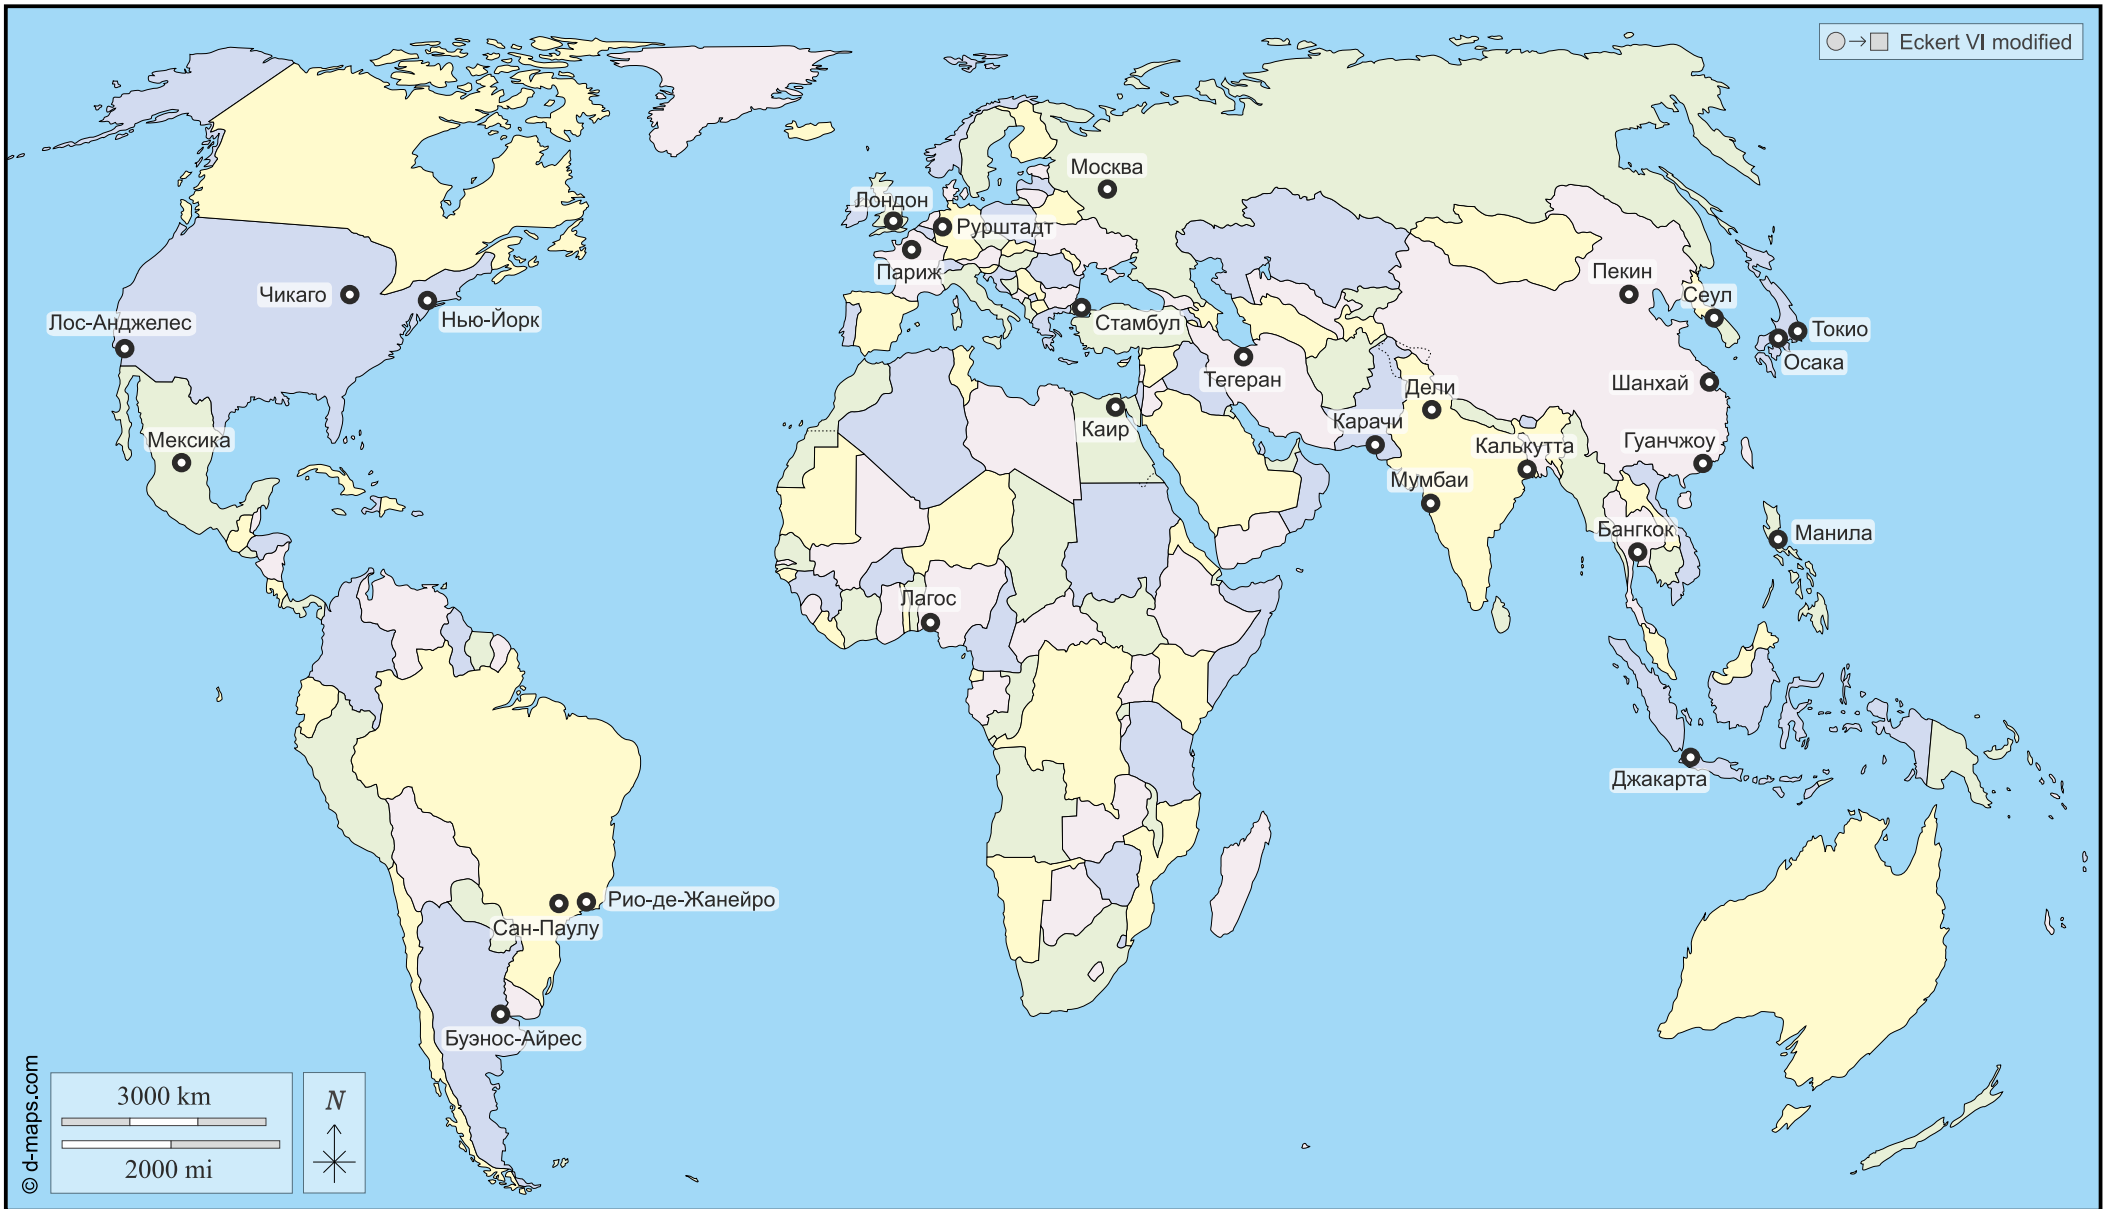 Eckert VI modified
Москва
Лондон
Рурштадт
Париж
Пекин
Чикаго
Сеул
Нью-Йорк
Лос-Анджелес
Стамбул
Токио
Осака
Тегеран
Шанхай
Дели
Каир
Карачи
Мексика
Калькутта
Гуанчжоу
Мумбаи
Бангкок
Манила
Лагос
Джакарта
Рио-де-Жанейро
Сан-Паулу
Буэнос-Айрес
3000 km
2000 mi
N
© d-maps.com